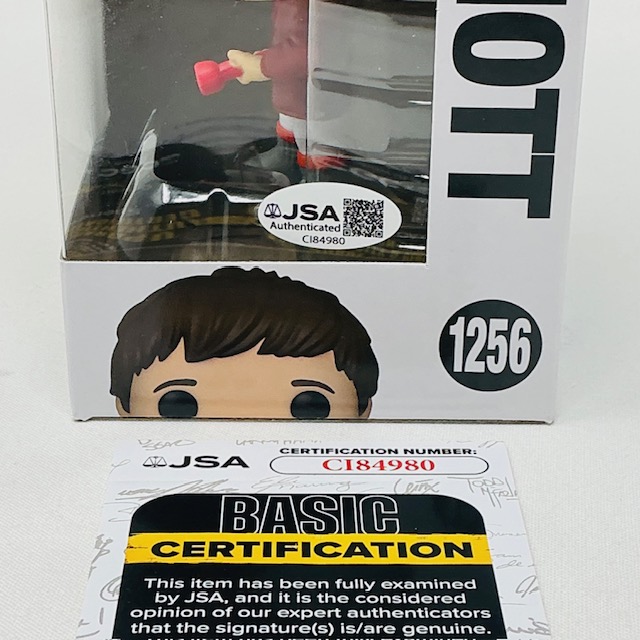 IOTT
JSA
Authenticated
CI84980
1256
JSA
CERTIFICATION NUMBER:
CI84980
BASIC
CERTIFICATION
This item has been fully examined
by JSA, and it is the considered
opinion of our expert authenticators
that the signature(s) is/are genuine.